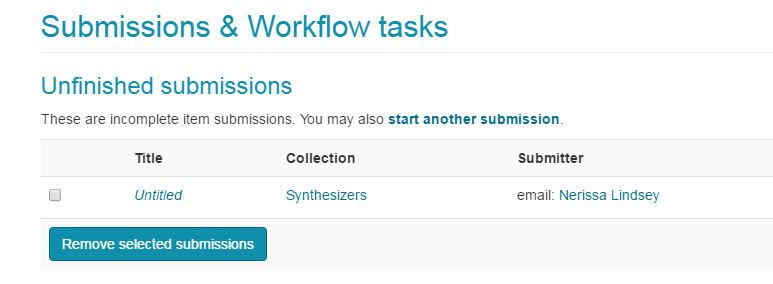 Submissions & Workflow tasks
Unfinished submissions
These are incomplete item submissions. You may also start another submission.
Title Collection Submitter
Untitled Synthesizers email: Nerissa Lindsey
Remove selected submissions